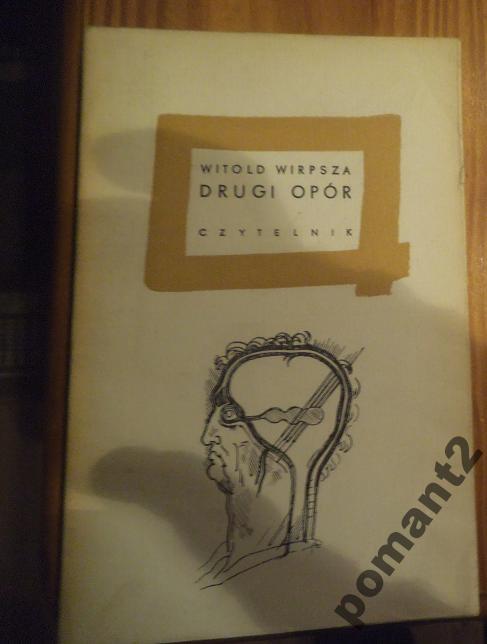 WITOLD WIRPSZA
DRUGI OPÓR
CZYTELNIK
pomant2